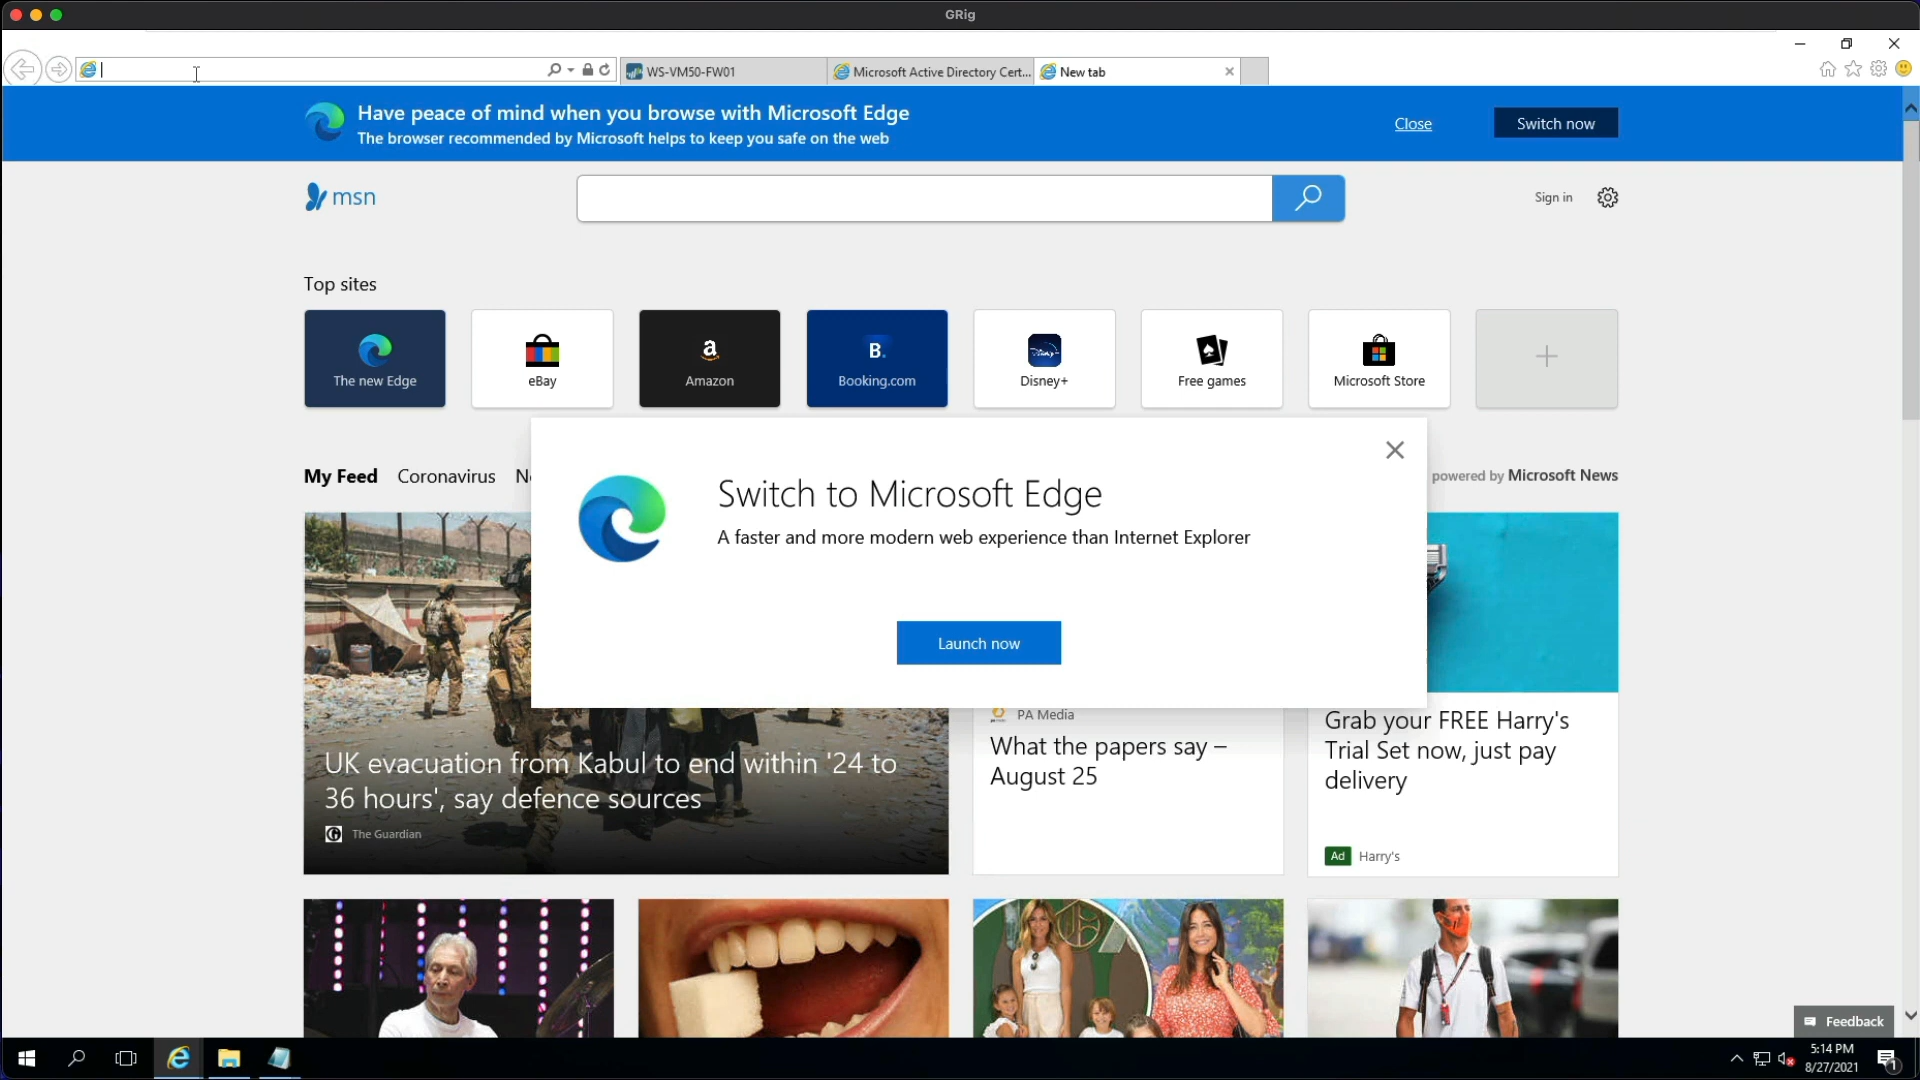 GRig
WS-VM50-FW01
Microsoft Active Directory Cert...
New tab
Have peace of mind when you browse with Microsoft Edge
The browser recommended by Microsoft helps to keep you safe on the web
Close
Switch now
msn
Sign in
Top sites
The new Edge
eBay
Amazon
B.
Booking.com
Disney+
Free games
Microsoft Store
My Feed
Coronavirus
powered by Microsoft News
Switch to Microsoft Edge
A faster and more modern web experience than Internet Explorer
Launch now
UK evacuation from Kabul to end within '24 to
36 hours', say defence sources
The Guardian
PA Media
What the papers say –
August 25
Grab your FREE Harry's
Trial Set now, just pay
delivery
Ad Harry's
Feedback
5:14 PM
8/27/2021
1